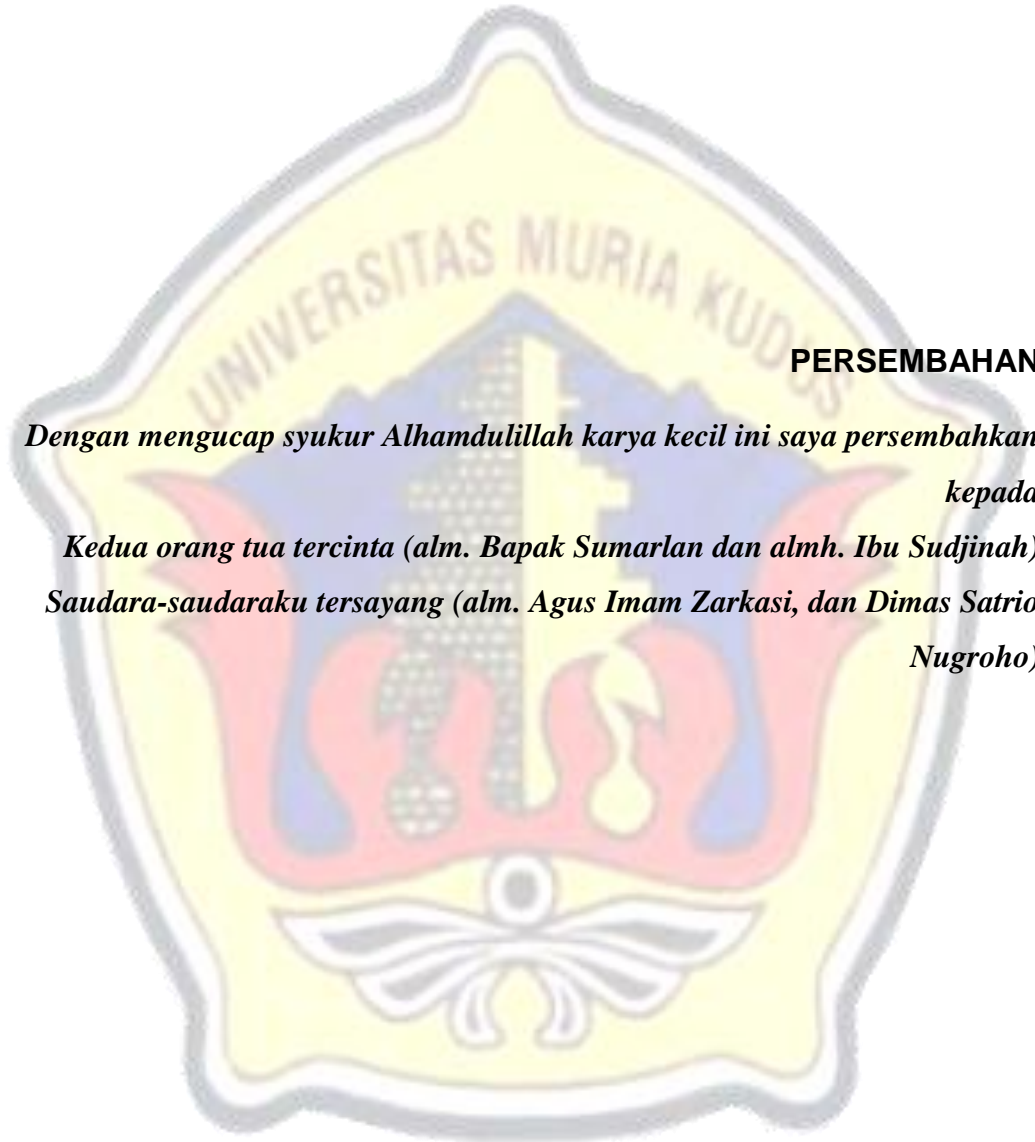 UNIVERSITAS MURIA KUDUS
PERSEMBAHAN
Dengan mengucap syukur Alhamdulillah karya kecil ini saya persembahkan
kepada
Kedua orang tua tercinta (alm. Bapak Sumarlan dan almh. Ibu Sudjinah)
Saudara-saudaraku tersayang (alm. Agus Imam Zarkasi, dan Dimas Satrio
Nugroho)